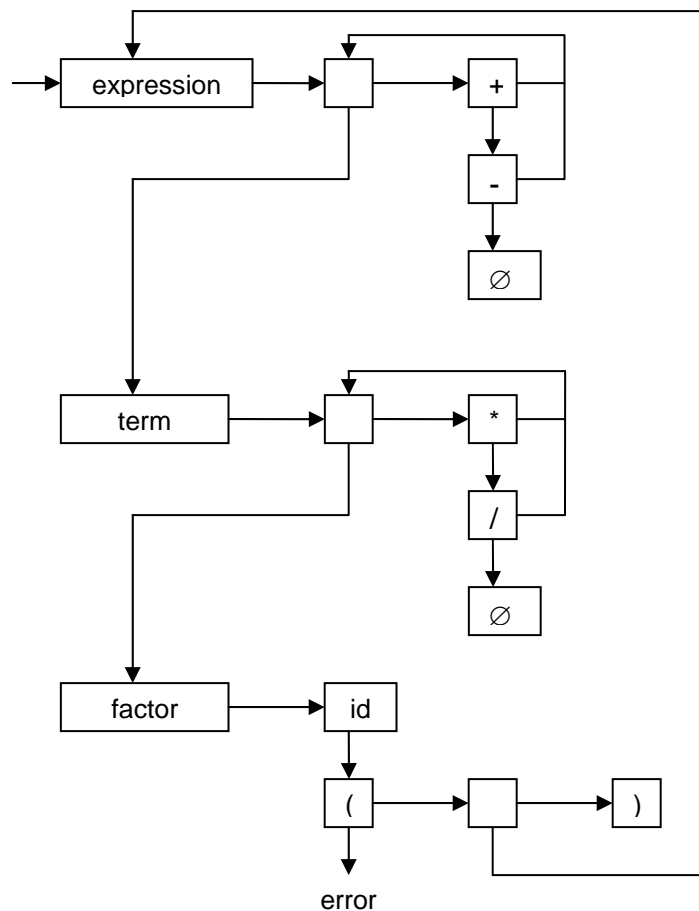 expression
+
-
∅
term
*
/
∅
factor id
( )
error